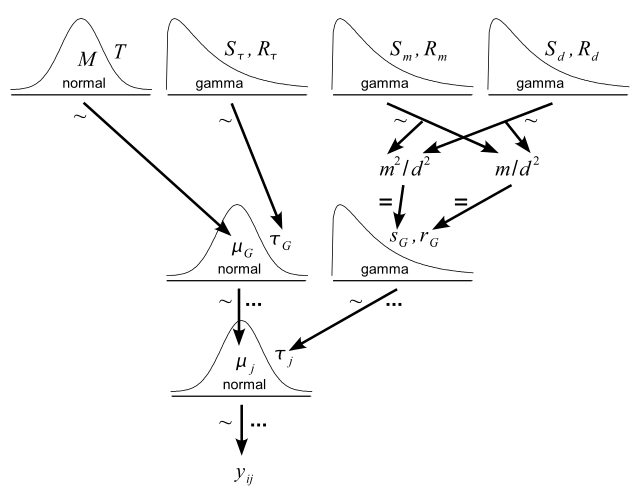 M T S_τ, R_τ S_m, R_m S_d, R_d
normal gamma gamma gamma
~ ~ ~ ~
m²/d² m/d²
= =
μ_G τ_G s_G, r_G
normal gamma
~ ... ~ ...
μ_j τ_j
normal
~ ...
y_ij